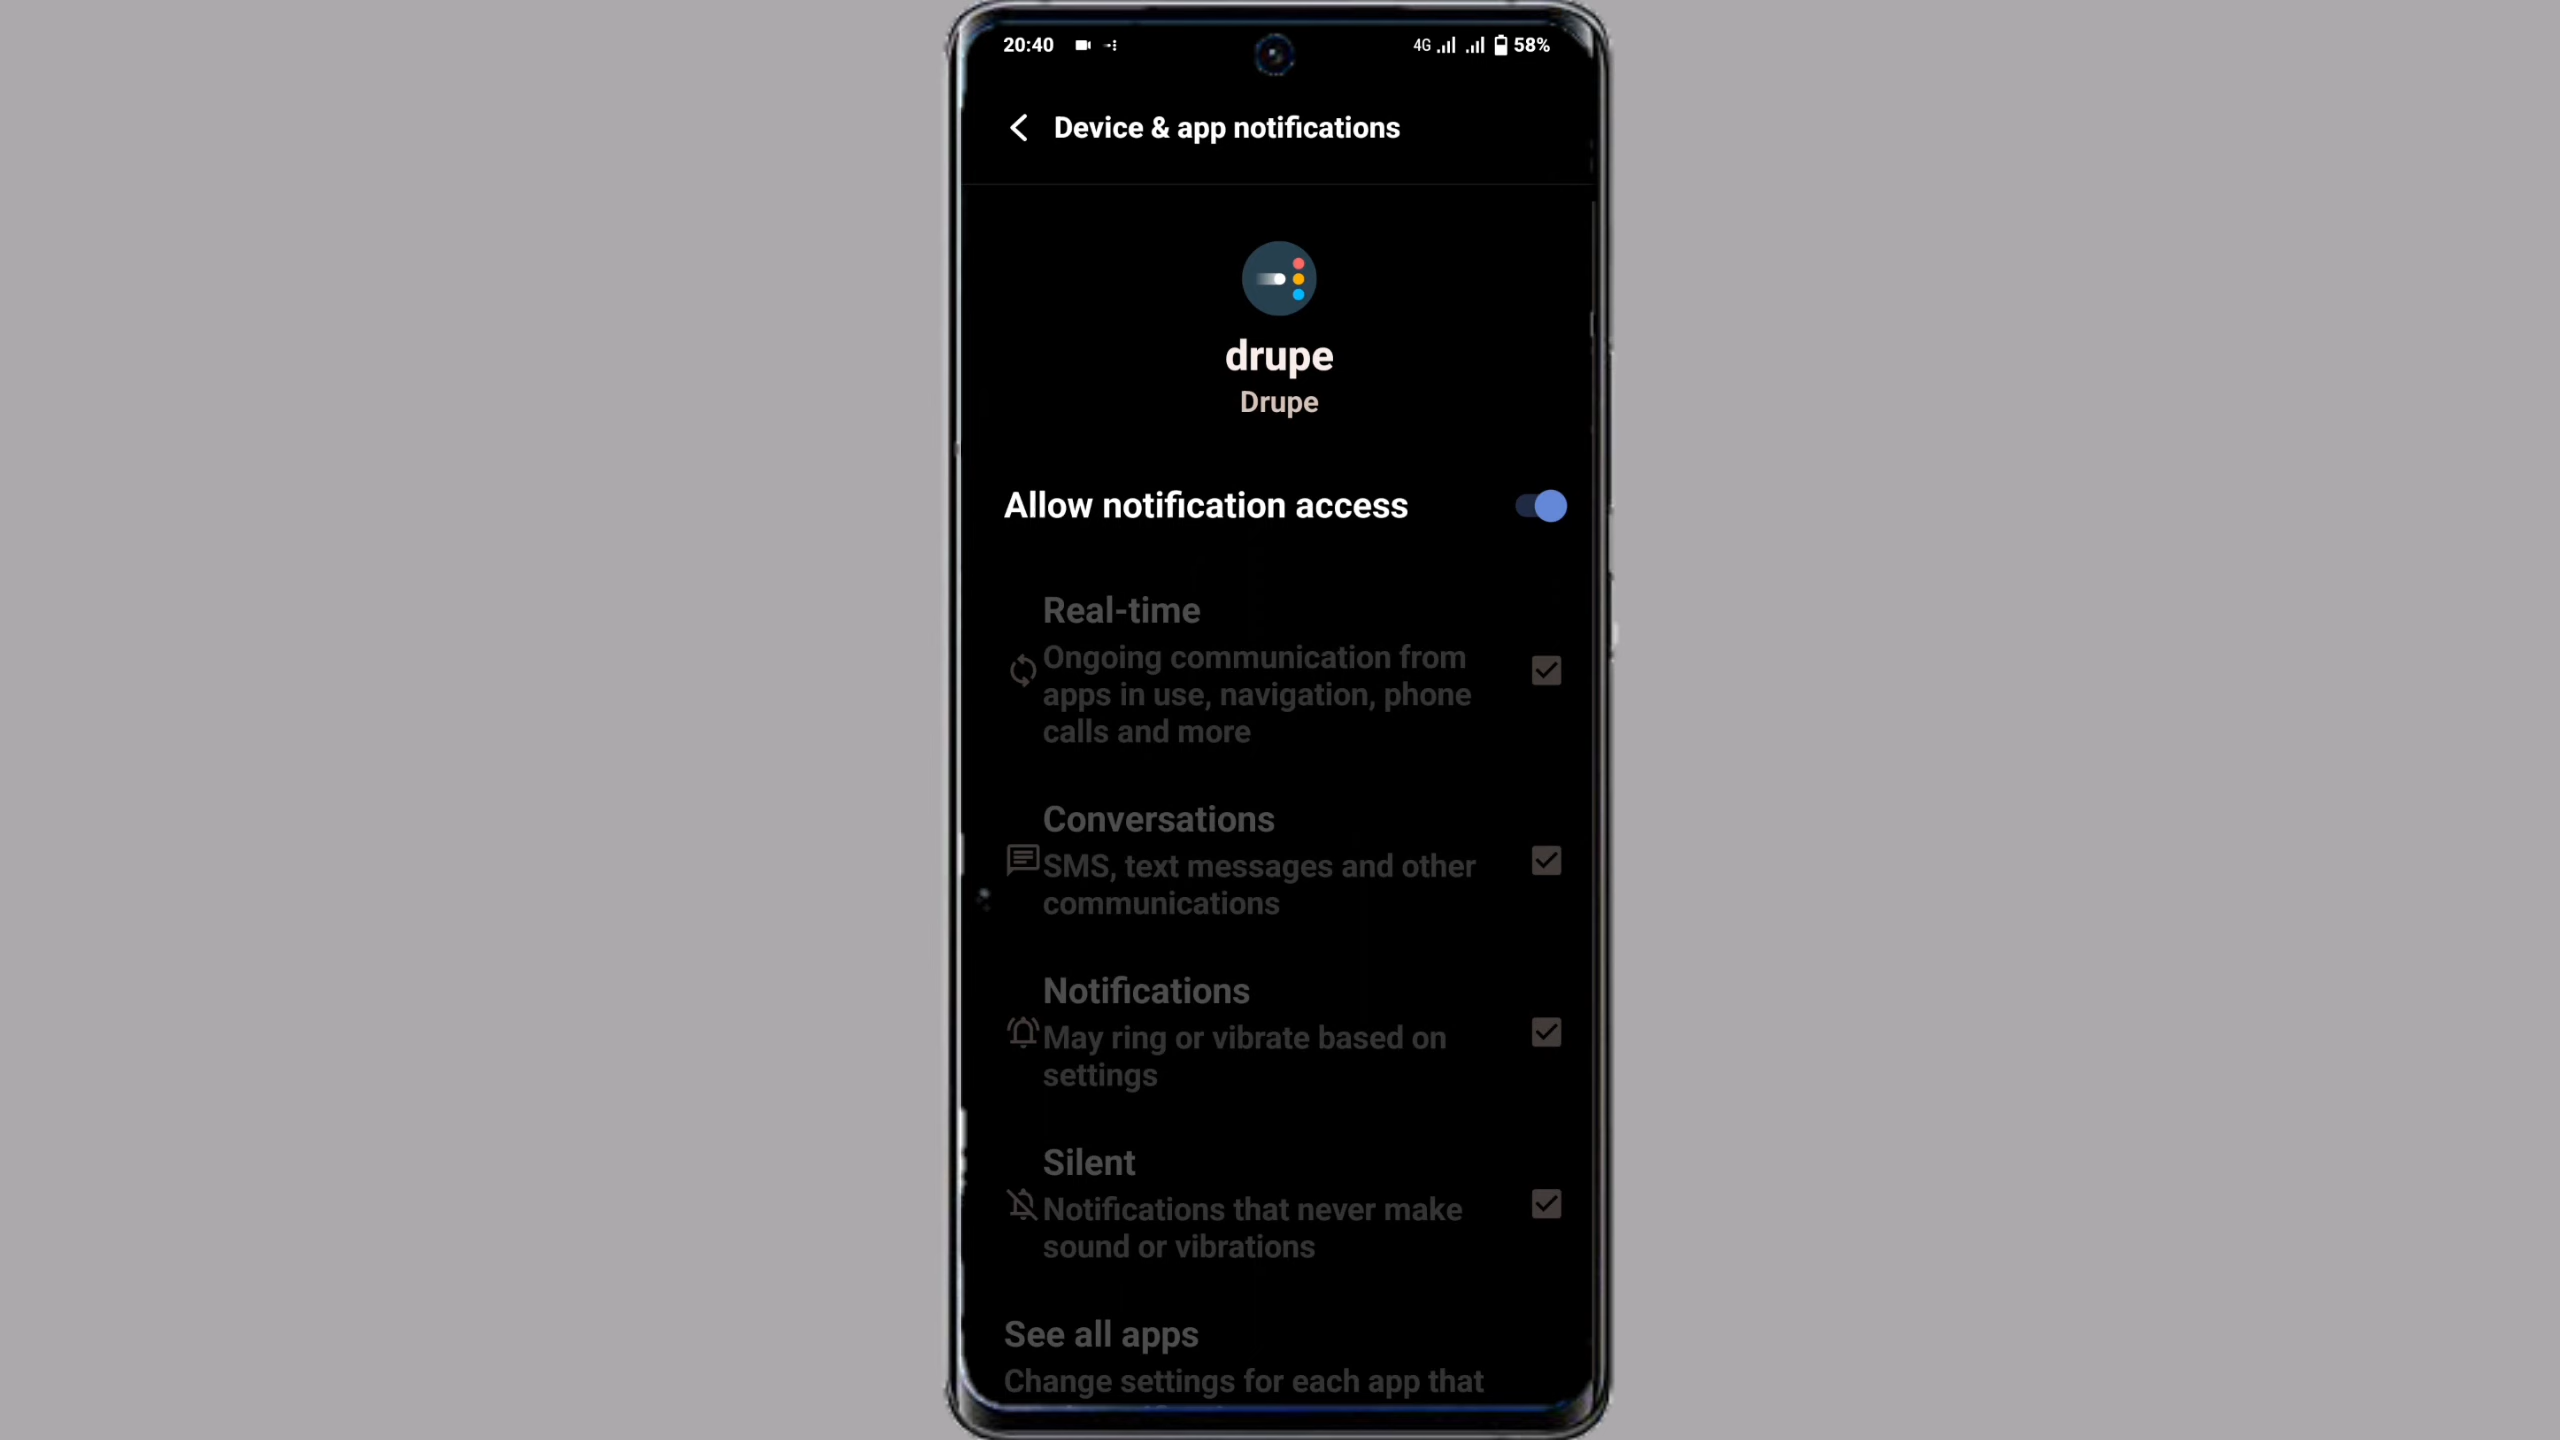 20:40
4G
58%
Device & app notifications
drupe
Drupe
Allow notification access
Real-time
Ongoing communication from
apps in use, navigation, phone
calls and more
Conversations
SMS, text messages and other
communications
Notifications
May ring or vibrate based on
settings
Silent
Notifications that never make
sound or vibrations
See all apps
Change settings for each app that